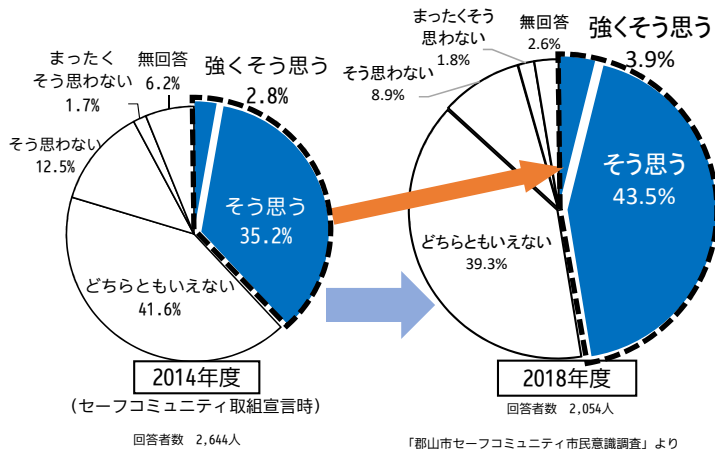 まったく
そう思わない
1.7%
無回答
6.2%
強くそう思う
2.8%
そう思わない
12.5%
そう思う
35.2%
どちらともいえない
41.6%
2014年度
(セーフコミュニティ取組宣言時)
回答者数 2,644人
まったくそう
思わない
1.8%
無回答
2.6%
強くそう思う
3.9%
そう思わない
8.9%
そう思う
43.5%
どちらともいえない
39.3%
2018年度
回答者数 2,054人
「郡山市セーフコミュニティ市民意識調査」より